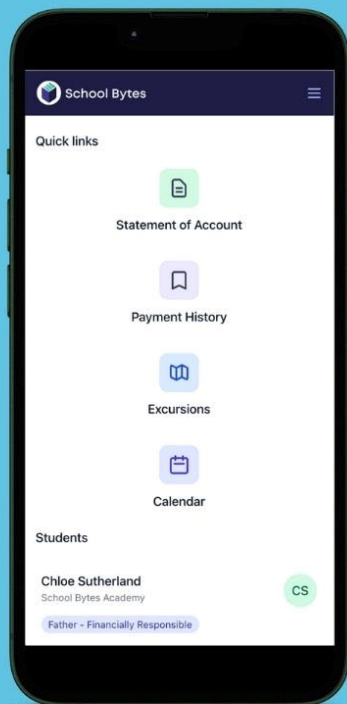 School Bytes
Quick links
Statement of Account
Payment History
Excursions
Calendar
Students
Chloe Sutherland
School Bytes Academy
CS
Father - Financially Responsible